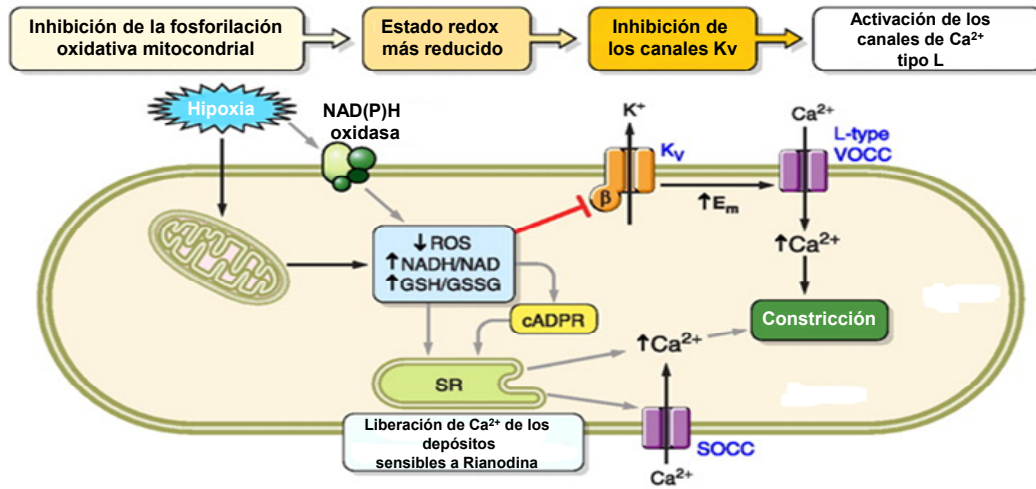 Inhibición de la fosforilación
oxidativa mitocondrial
Estado redox
más reducido
Inhibición de
los canales Kv
Activación de los
canales de Ca²⁺
tipo L
Hipoxia
NAD(P)H
oxidasa
K⁺
Kᵥ
β
Ca²⁺
L-type
VOCC
↑Eₘ
↓ROS
↑NADH/NAD
↑GSH/GSSG
↑Ca²⁺
cADPR
Constricción
↑Ca²⁺
SR
Liberación de Ca²⁺ de los
depósitos
sensibles a Rianodina
SOCC
Ca²⁺